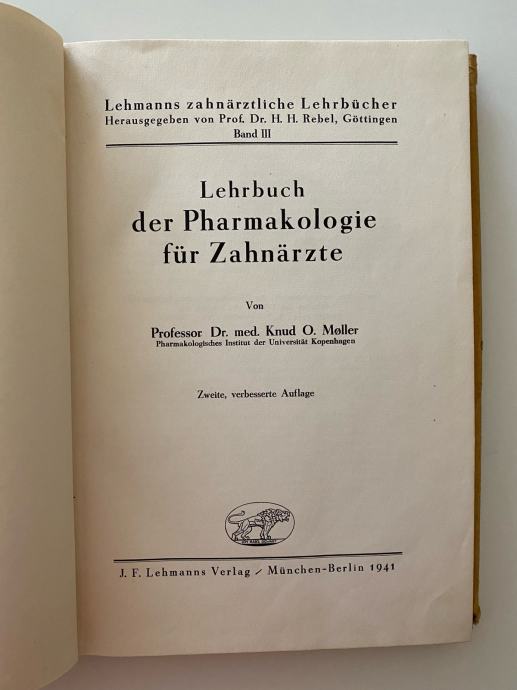 Lehmanns zahnärztliche Lehrbücher
Herausgegeben von Prof. Dr. H. H. Rebel, Göttingen
Band III
Lehrbuch
der Pharmakologie
für Zahnärzte
Von
Professor Dr. med. Knud O. Møller
Pharmakologisches Institut der Universität Kopenhagen
Zweite, verbesserte Auflage
J. F. Lehmanns Verlag / München-Berlin 1941